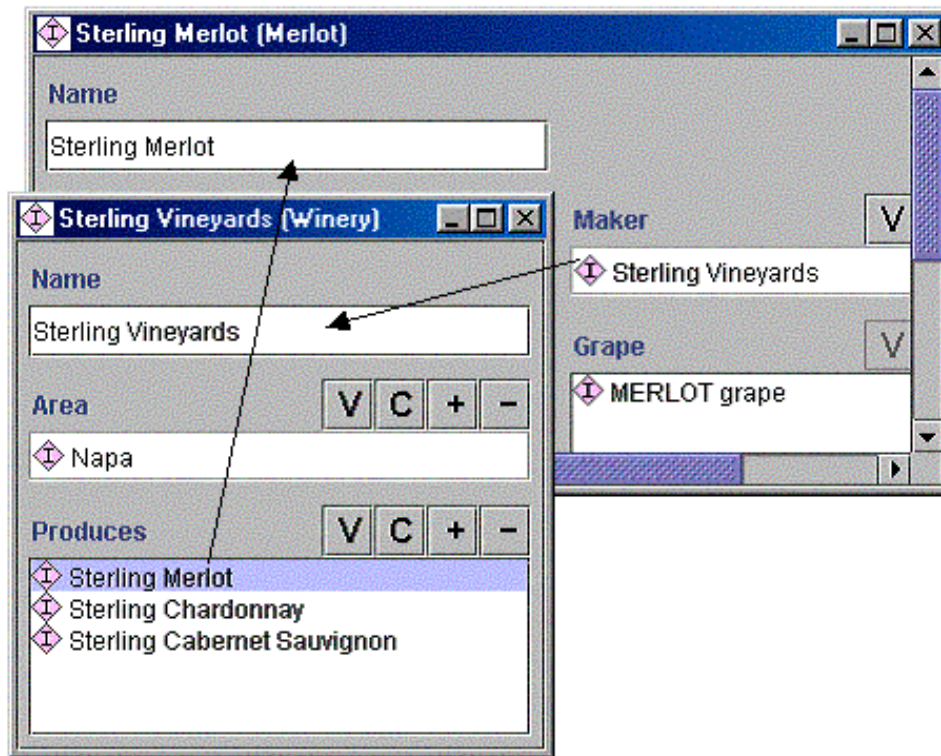 Sterling Merlot (Merlot)
Name
Sterling Merlot
Maker
V
Sterling Vineyards
Grape
V
MERLOT grape
Sterling Vineyards (Winery)
Name
Sterling Vineyards
Area
V C + −
Napa
Produces
V C + −
Sterling Merlot
Sterling Chardonnay
Sterling Cabernet Sauvignon